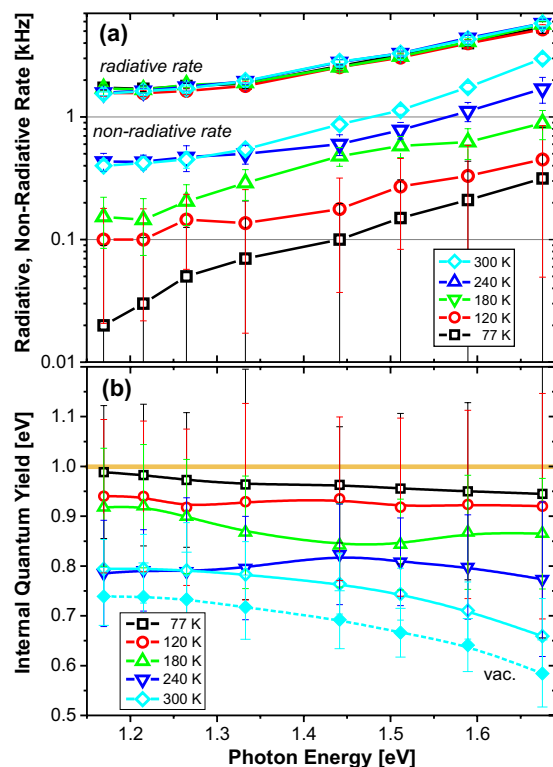 (a)
radiative rate
non-radiative rate
Radiative, Non-Radiative Rate [kHz]
1
0.1
0.01
300 K
240 K
180 K
120 K
77 K
(b)
Internal Quantum Yield [eV]
1.1
1.0
0.9
0.8
0.7
0.6
0.5
77 K
120 K
180 K
240 K
300 K
vac.
1.2 1.3 1.4 1.5 1.6
Photon Energy [eV]